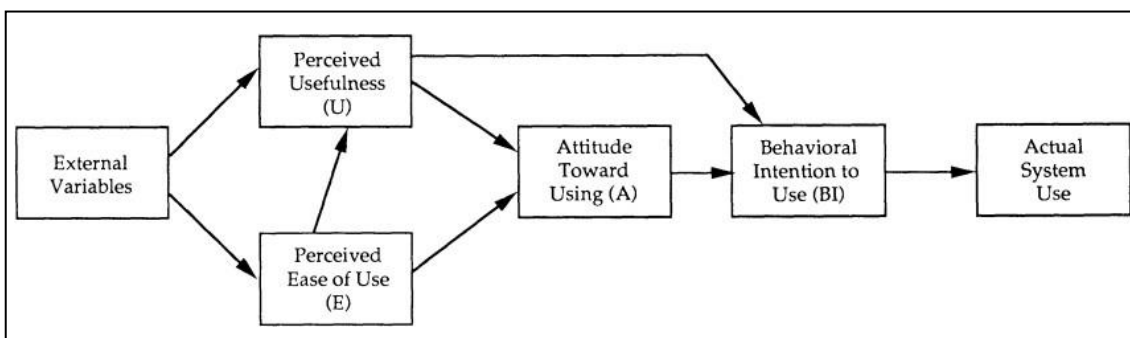 External
Variables
Perceived
Usefulness
(U)
Perceived
Ease of Use
(E)
Attitude
Toward
Using (A)
Behavioral
Intention to
Use (BI)
Actual
System
Use